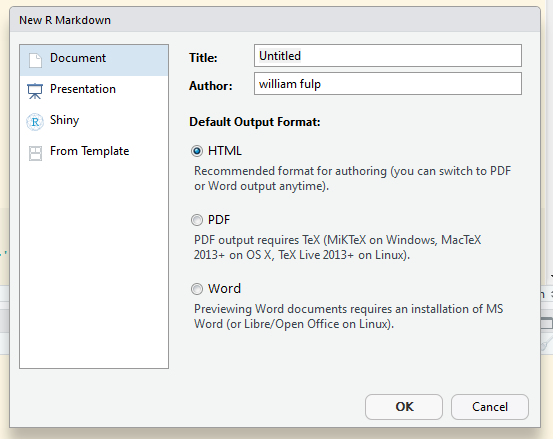 New R Markdown
Document
Presentation
Shiny
From Template
Title: Untitled
Author: william fulp
Default Output Format:
HTML
Recommended format for authoring (you can switch to PDF
or Word output anytime).
PDF
PDF output requires TeX (MiKTeX on Windows, MacTeX
2013+ on OS X, TeX Live 2013+ on Linux).
Word
Previewing Word documents requires an installation of MS
Word (or Libre/Open Office on Linux).
OK Cancel